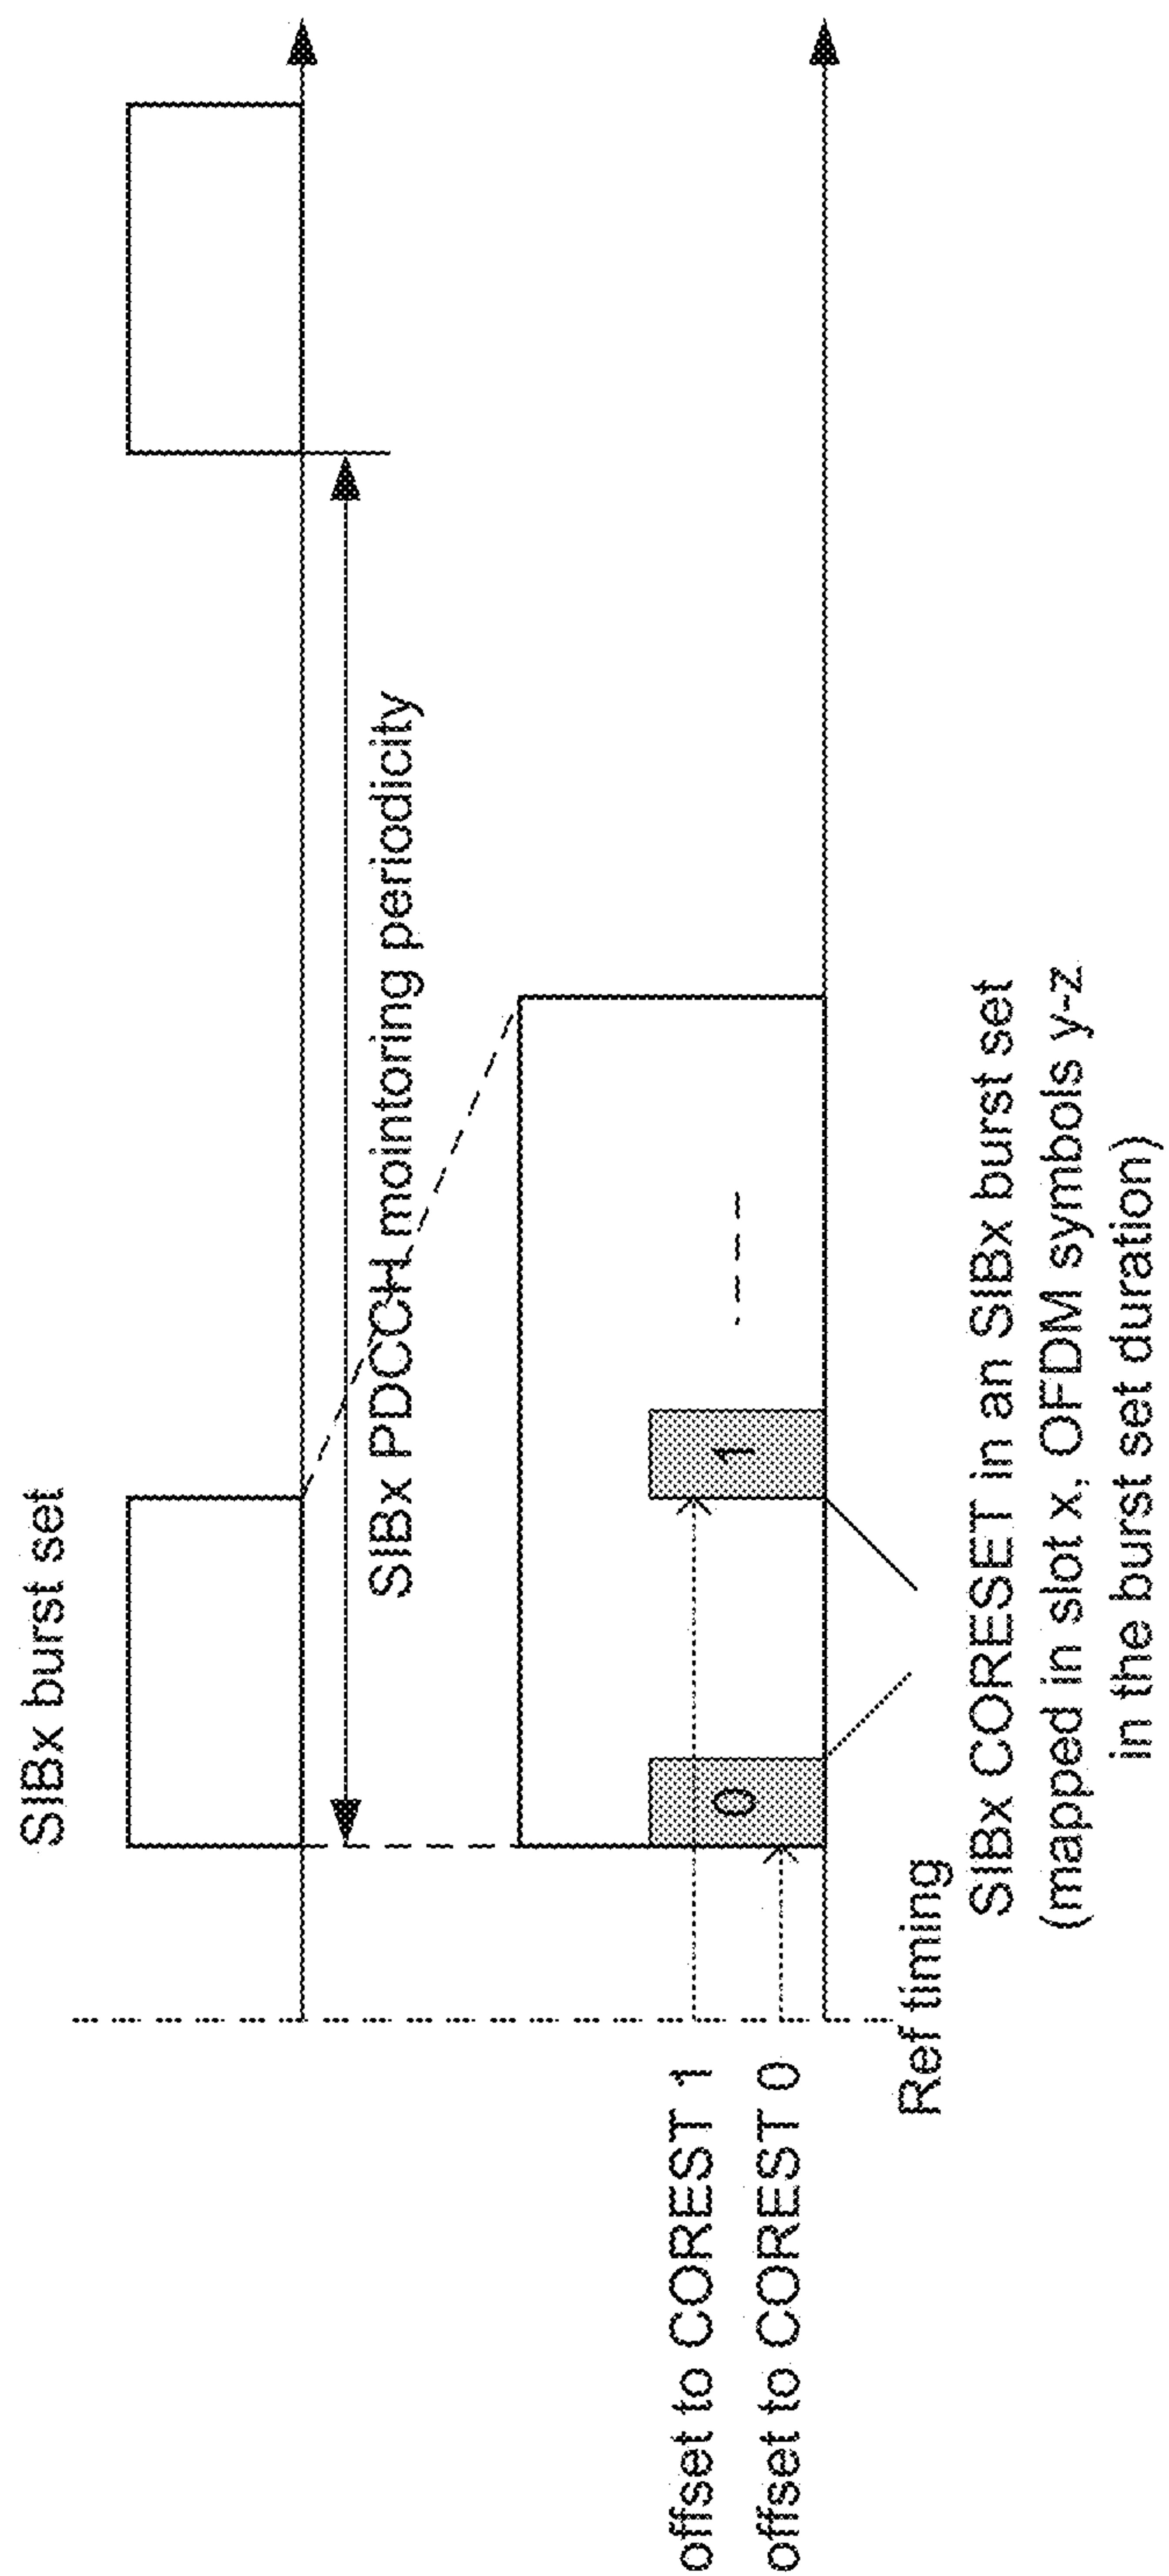 SIBx burst set
SIBx PDCCH mointoring periodicity
offset to COREST 1
0
1
offset to COREST 0
Ref timing
SIBx CORESET in an SIBx burst set
(mapped in slot x, OFDM symbols y-z
in the burst set duration)